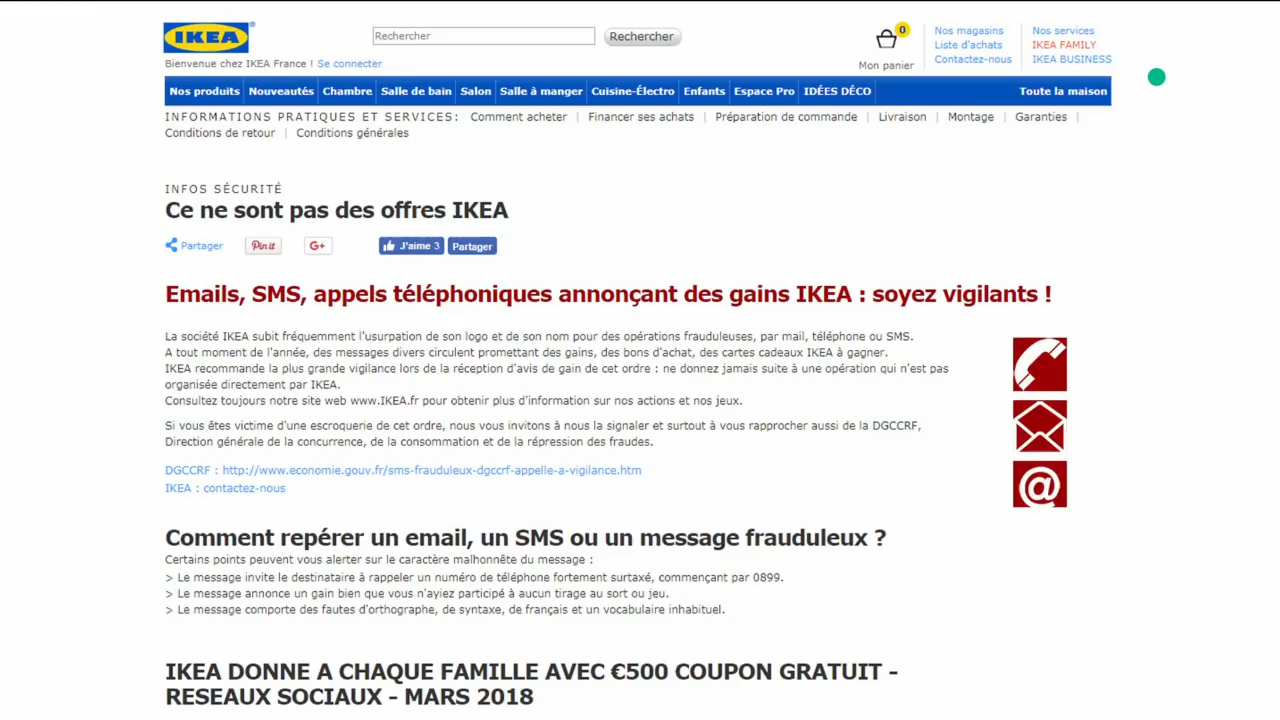 IKEA®
Rechercher
Rechercher
0
Mon panier
Nos magasins
Liste d'achats
Contactez-nous
Nos services
IKEA FAMILY
IKEA BUSINESS
Bienvenue chez IKEA France ! Se connecter
Nos produits Nouveautés Chambre Salle de bain Salon Salle à manger Cuisine-Électro Enfants Espace Pro IDÉES DÉCO Toute la maison
INFORMATIONS PRATIQUES ET SERVICES: Comment acheter | Financer ses achats | Préparation de commande | Livraison | Montage | Garanties |
Conditions de retour | Conditions générales
INFOS SÉCURITÉ
Ce ne sont pas des offres IKEA
Partager Pin it G+ J'aime 3 Partager
Emails, SMS, appels téléphoniques annonçant des gains IKEA : soyez vigilants !
La société IKEA subit fréquemment l'usurpation de son logo et de son nom pour des opérations frauduleuses, par mail, téléphone ou SMS.
A tout moment de l'année, des messages divers circulent promettant des gains, des bons d'achat, des cartes cadeaux IKEA à gagner.
IKEA recommande la plus grande vigilance lors de la réception d'avis de gain de cet ordre : ne donnez jamais suite à une opération qui n'est pas
organisée directement par IKEA.
Consultez toujours notre site web www.IKEA.fr pour obtenir plus d'information sur nos actions et nos jeux.
Si vous êtes victime d'une escroquerie de cet ordre, nous vous invitons à nous la signaler et surtout à vous rapprocher aussi de la DGCCRF,
Direction générale de la concurrence, de la consommation et de la répression des fraudes.
DGCCRF : http://www.economie.gouv.fr/sms-frauduleux-dgccrf-appelle-a-vigilance.htm
IKEA : contactez-nous
@
Comment repérer un email, un SMS ou un message frauduleux ?
Certains points peuvent vous alerter sur le caractère malhonnête du message :
> Le message invite le destinataire à rappeler un numéro de téléphone fortement surtaxé, commençant par 0899.
> Le message annonce un gain bien que vous n'ayiez participé à aucun tirage au sort ou jeu.
> Le message comporte des fautes d'orthographe, de syntaxe, de français et un vocabulaire inhabituel.
IKEA DONNE A CHAQUE FAMILLE AVEC €500 COUPON GRATUIT -
RESEAUX SOCIAUX - MARS 2018